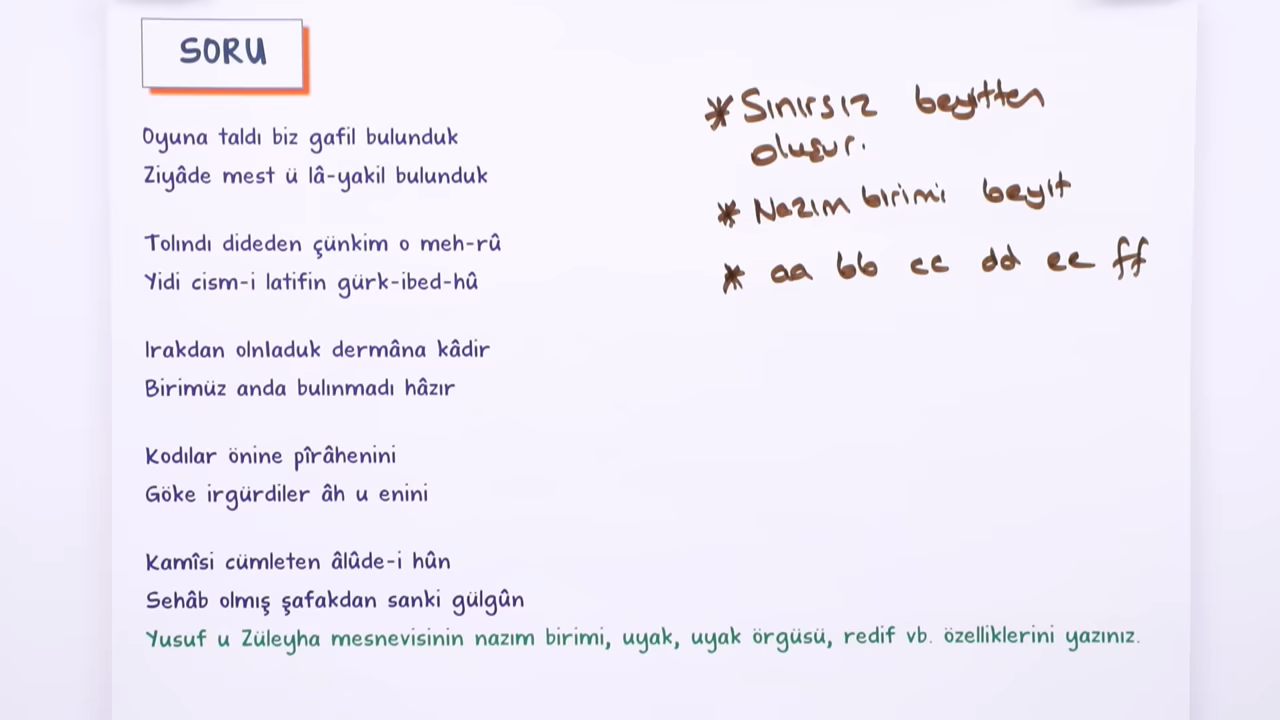 SORU
Oyuna taldı biz gafil bulunduk
Ziyâde mest ü lâ-yakil bulunduk
Tolındı dideden çünkim o meh-rû
Yidi cism-i latifin gürk-ibed-hû
Irakdan olnladuk dermâna kâdir
Birimüz anda bulınmadı hâzır
Kodılar önine pîrâhenini
Göke irgürdiler âh u enini
Kamîsi cümleten âlûde-i hûn
Sehâb olmış şafakdan sanki gülgûn
Yusuf u Züleyha mesnevisinin nazım birimi, uyak, uyak örgüsü, redif vb. özelliklerini yazınız.
* Sınırsız beyitten
oluşur.
* Nazım birimi beyit
* aa bb cc dd ee ff